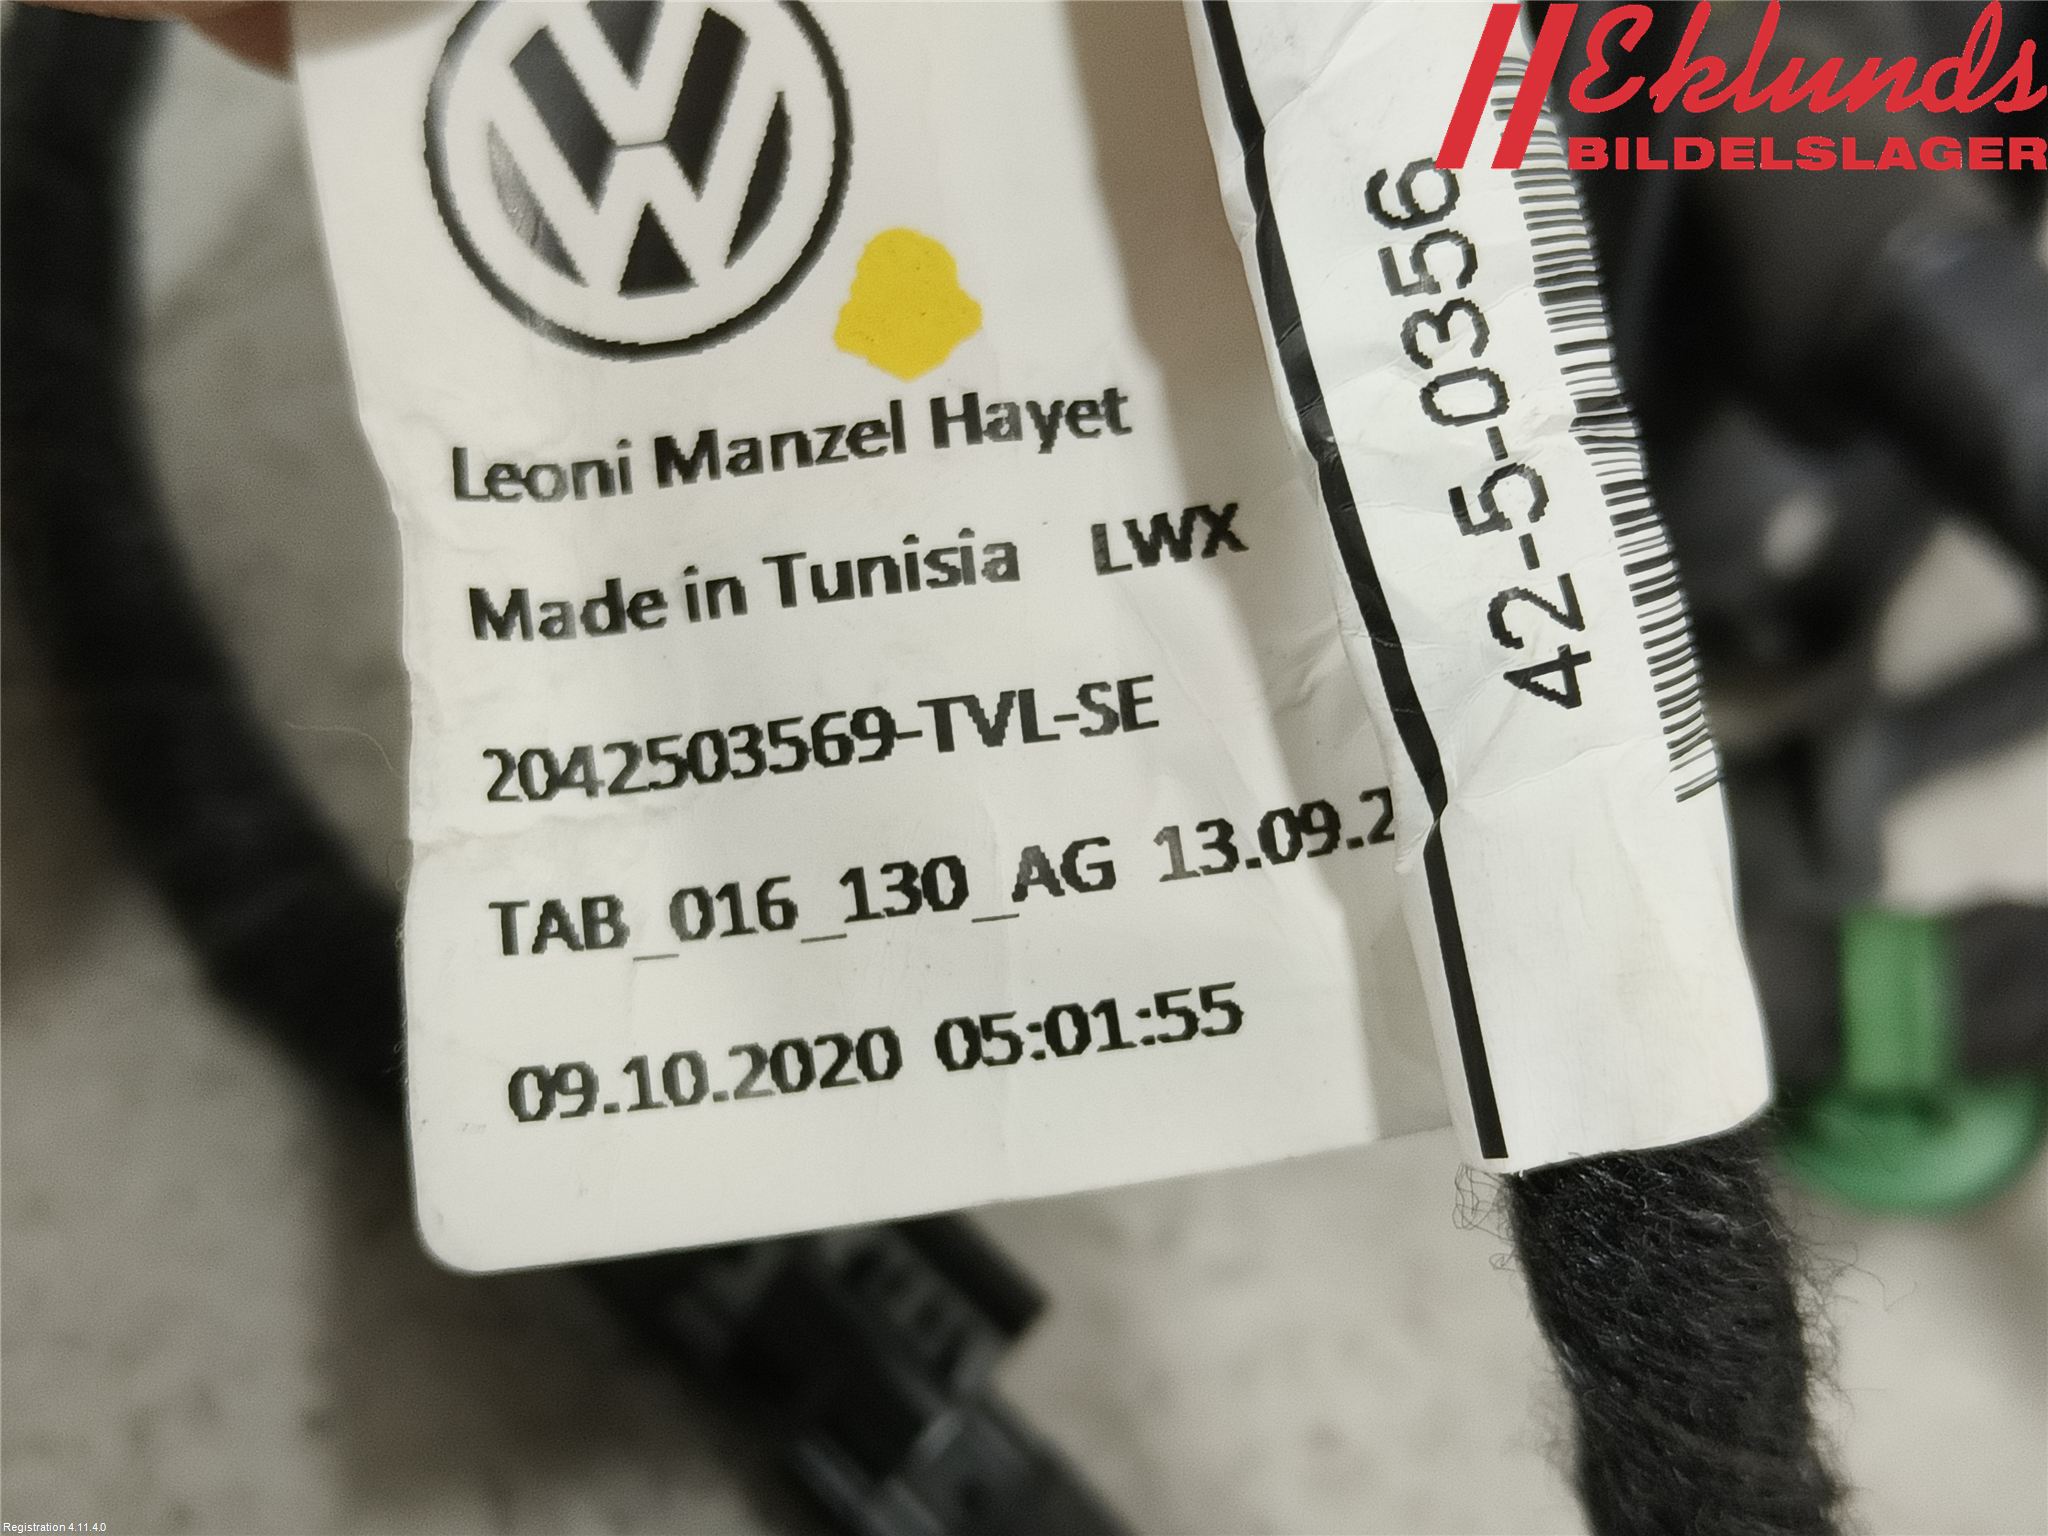 Eklunds
BILDELSLAGER
Leoni Manzel Hayet
Made in Tunisia LWX
2042503569-TVL-SE
TAB_016_130_AG 13.09.2
09.10.2020 05:01:55
42-5-0356
Registration 4.11.4.0